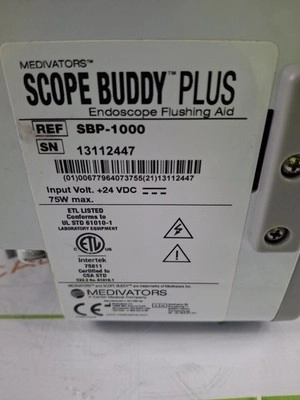 MEDIVATORS™
SCOPE BUDDY™ PLUS
Endoscope Flushing Aid
REF SBP-1000
SN 13112447
(01)00677964073755(21)13112447
Input Volt. +24 VDC
75W max.
ETL LISTED
Conforms to
UL STD 61010-1
LABORATORY EQUIPMENT
ETL
Intertek
Certified to
CSA STD
MEDIVATORS